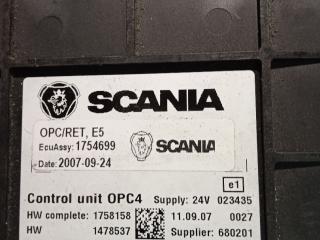 SCANIA
OPC/RET, E5
EcuAssy: 1754699
SCANIA
Date: 2007-09-24
e1
Control unit OPC4 Supply: 24V 023435
HW complete: 1758158 11.09.07 0027
HW 1478537 Supplier: 680201